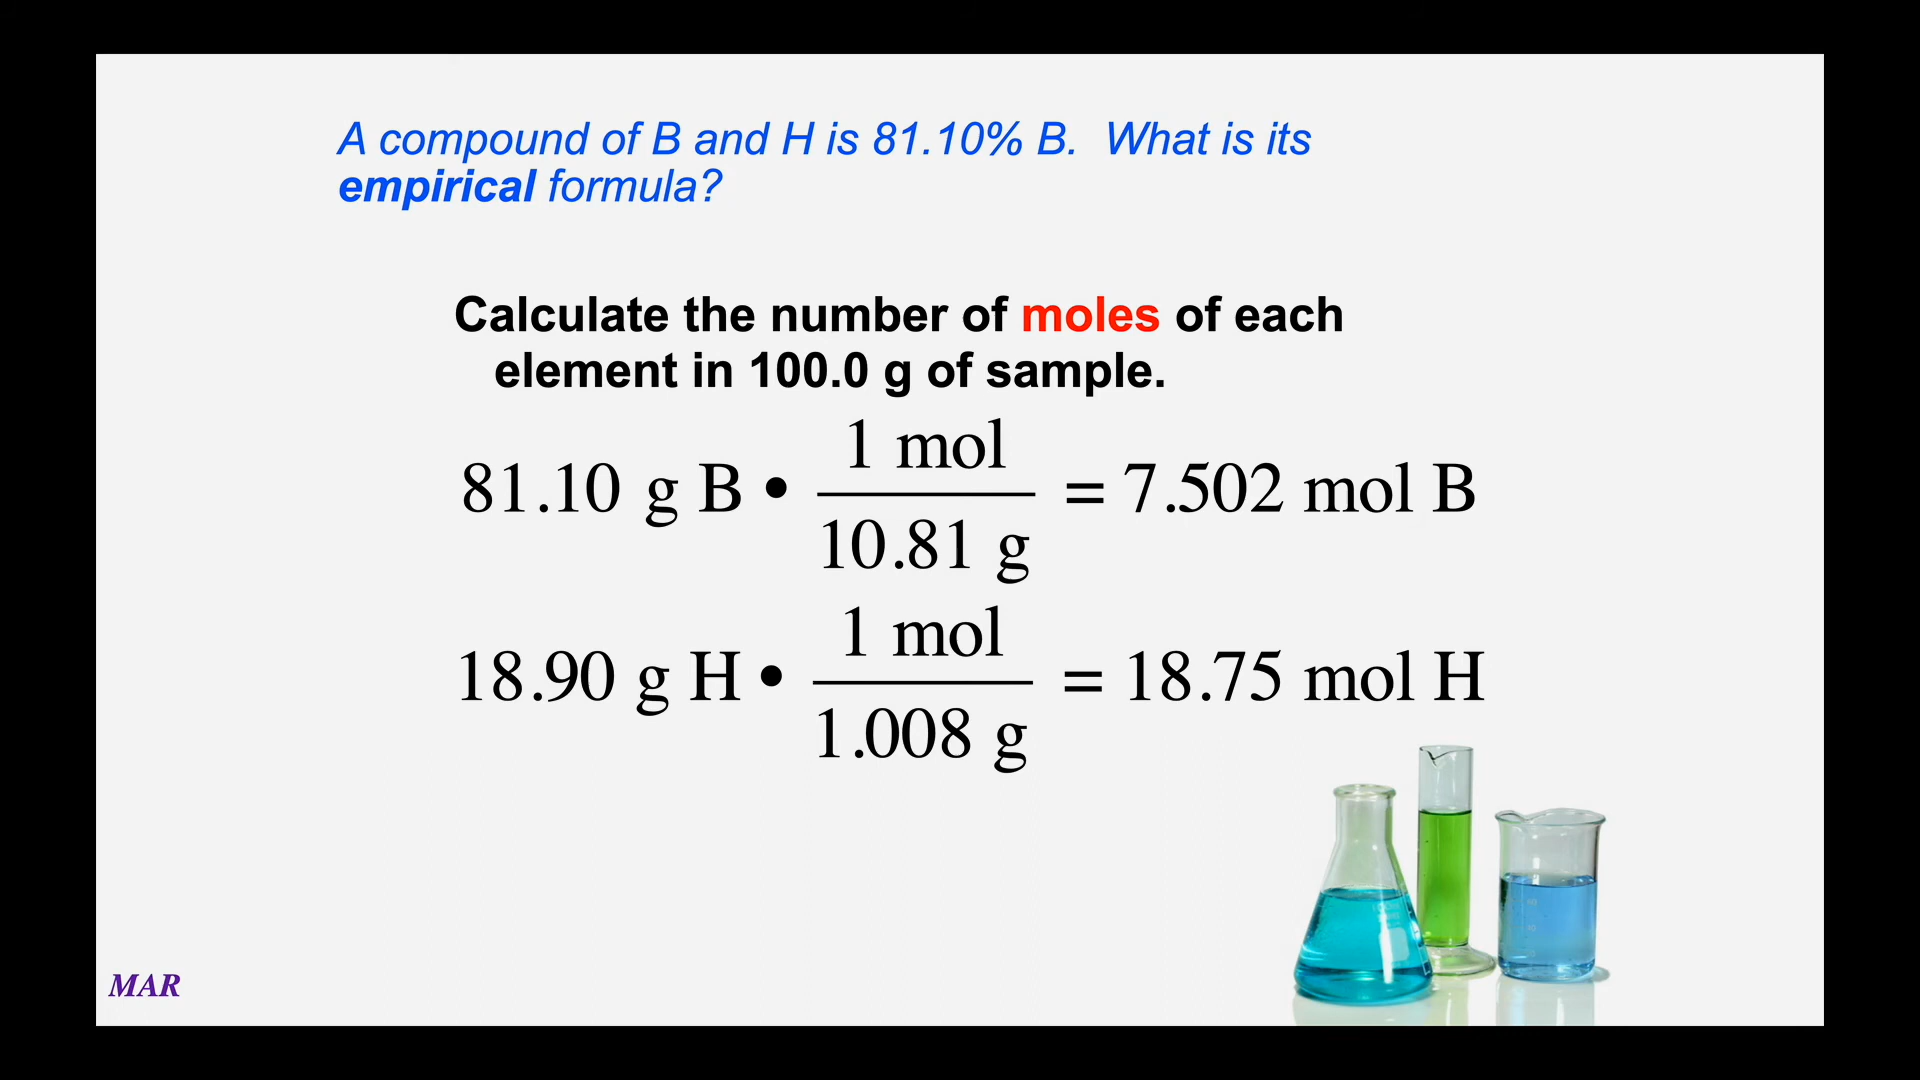 A compound of B and H is 81.10% B.  What is its
empirical formula?
Calculate the number of moles of each
element in 100.0 g of sample.
81.10 g B • 1 mol / 10.81 g = 7.502 mol B
18.90 g H • 1 mol / 1.008 g = 18.75 mol H
MAR